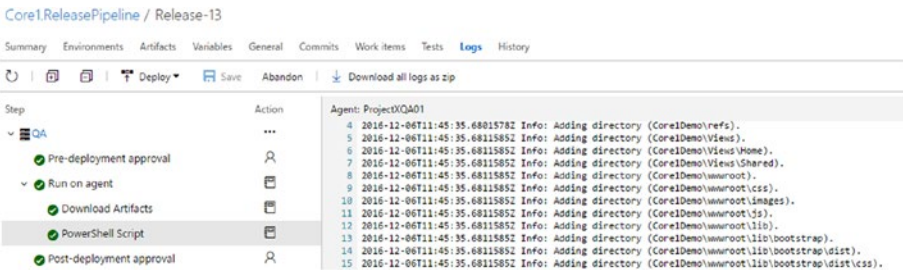 Core1.ReleasePipeline / Release-13
Summary Environments Artifacts Variables General Commits Work items Tests Logs History
Deploy Save Abandon Download all logs as zip
Step Action
QA ...
Pre-deployment approval
Run on agent
Download Artifacts
PowerShell Script
Post-deployment approval
Agent: ProjectXQA01
4 2016-12-06T11:45:35.6801578Z Info: Adding directory (Core1Demo\refs).
5 2016-12-06T11:45:35.6811585Z Info: Adding directory (Core1Demo\Views).
6 2016-12-06T11:45:35.6811585Z Info: Adding directory (Core1Demo\Views\Home).
7 2016-12-06T11:45:35.6811585Z Info: Adding directory (Core1Demo\Views\Shared).
8 2016-12-06T11:45:35.6811585Z Info: Adding directory (Core1Demo\wwwroot).
9 2016-12-06T11:45:35.6811585Z Info: Adding directory (Core1Demo\wwwroot\css).
10 2016-12-06T11:45:35.6811585Z Info: Adding directory (Core1Demo\wwwroot\images).
11 2016-12-06T11:45:35.6811585Z Info: Adding directory (Core1Demo\wwwroot\js).
12 2016-12-06T11:45:35.6811585Z Info: Adding directory (Core1Demo\wwwroot\lib).
13 2016-12-06T11:45:35.6811585Z Info: Adding directory (Core1Demo\wwwroot\lib\bootstrap).
14 2016-12-06T11:45:35.6811585Z Info: Adding directory (Core1Demo\wwwroot\lib\bootstrap\dist).
15 2016-12-06T11:45:35.6811585Z Info: Adding directory (Core1Demo\wwwroot\lib\bootstrap\dist\css).